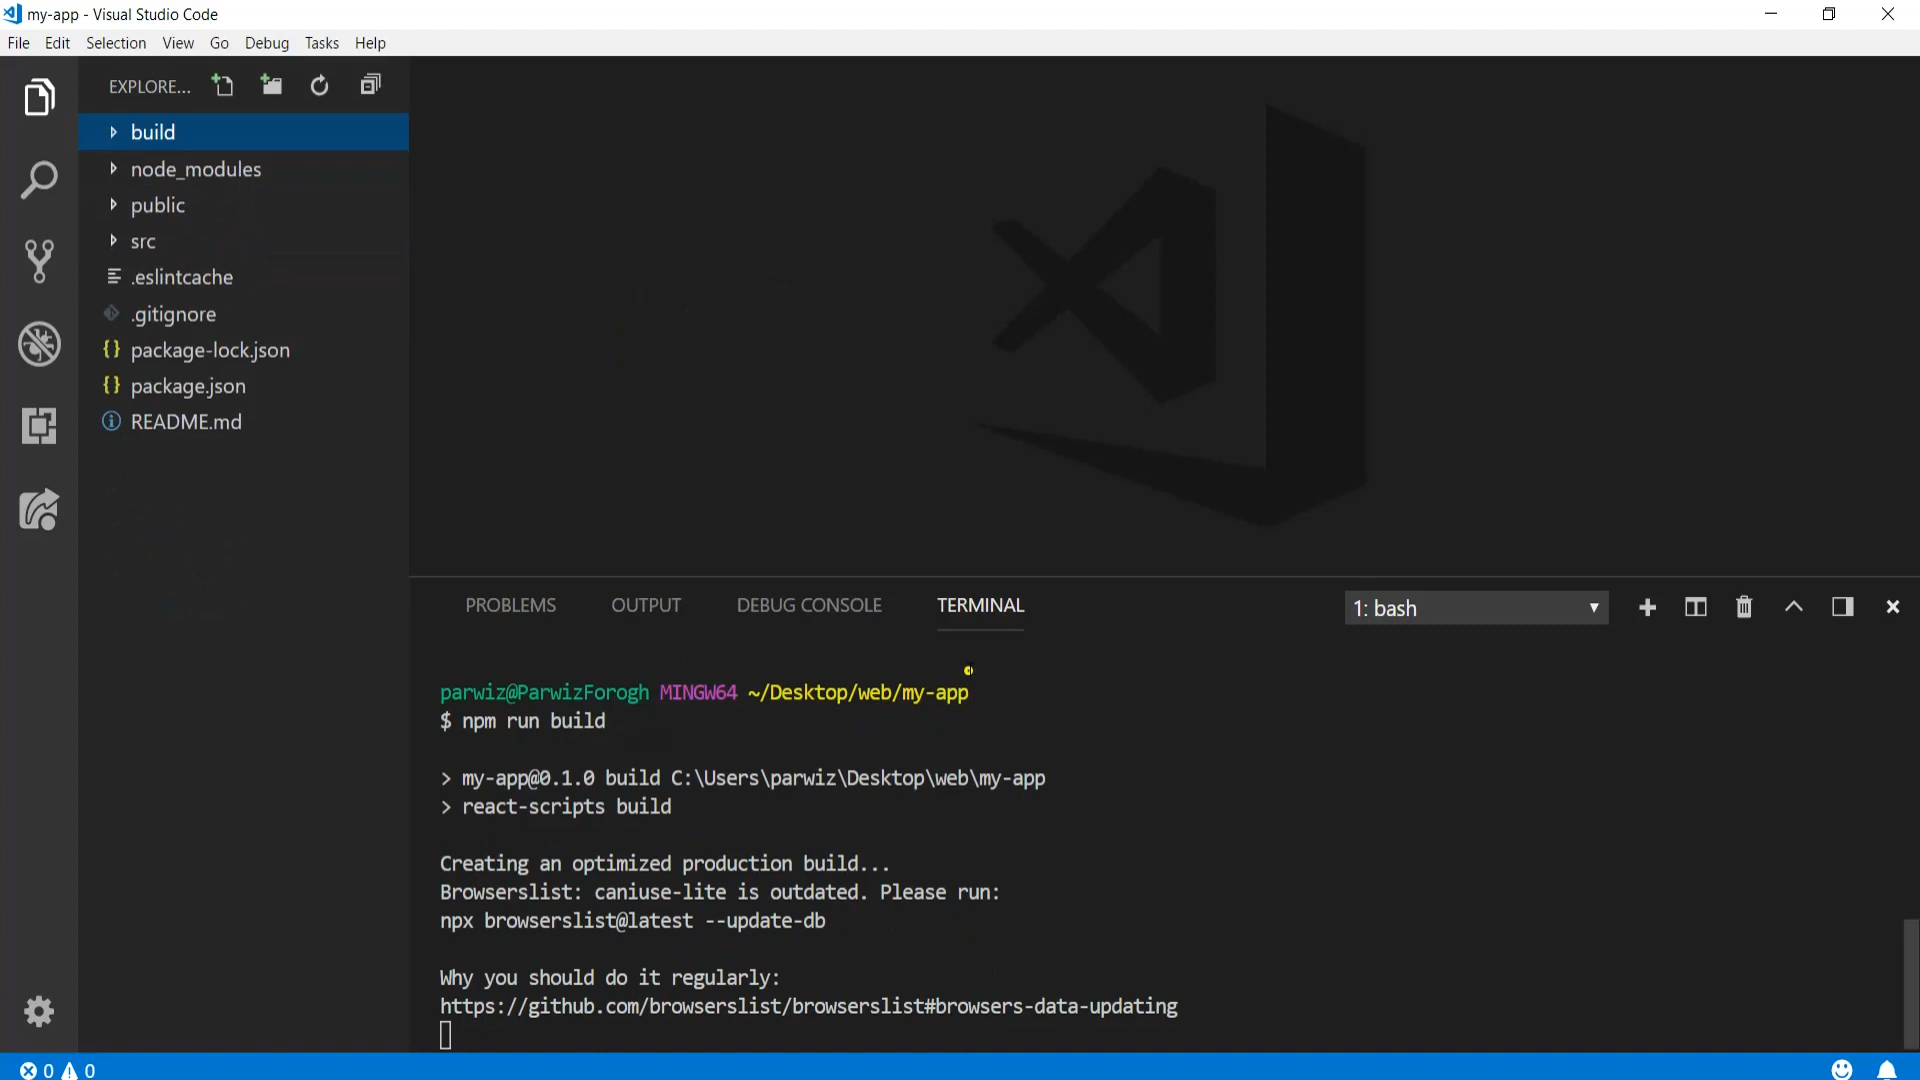 my-app - Visual Studio Code
File Edit Selection View Go Debug Tasks Help
EXPLORE...
build
node_modules
public
src
.eslintcache
.gitignore
package-lock.json
package.json
README.md
PROBLEMS OUTPUT DEBUG CONSOLE TERMINAL
1: bash
parwiz@ParwizForogh MINGW64 ~/Desktop/web/my-app
$ npm run build
> my-app@0.1.0 build C:\Users\parwiz\Desktop\web\my-app
> react-scripts build
Creating an optimized production build...
Browserslist: caniuse-lite is outdated. Please run:
npx browserslist@latest --update-db
Why you should do it regularly:
https://github.com/browserslist/browserslist#browsers-data-updating
0 0